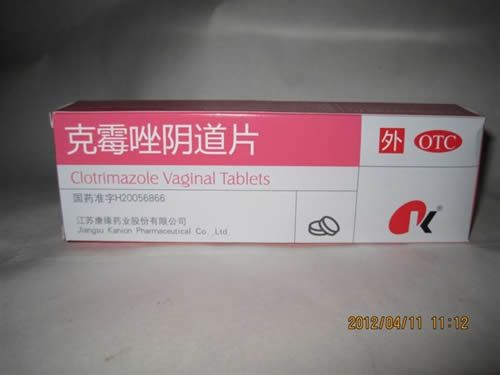 克霉唑阴道片
外
OTC
Clotrimazole Vaginal Tablets
国药准字H20056866
江苏康缘药业股份有限公司
Jiangsu Kanion Pharmaceutical Co.,Ltd.
K
2012/04/11 11:12